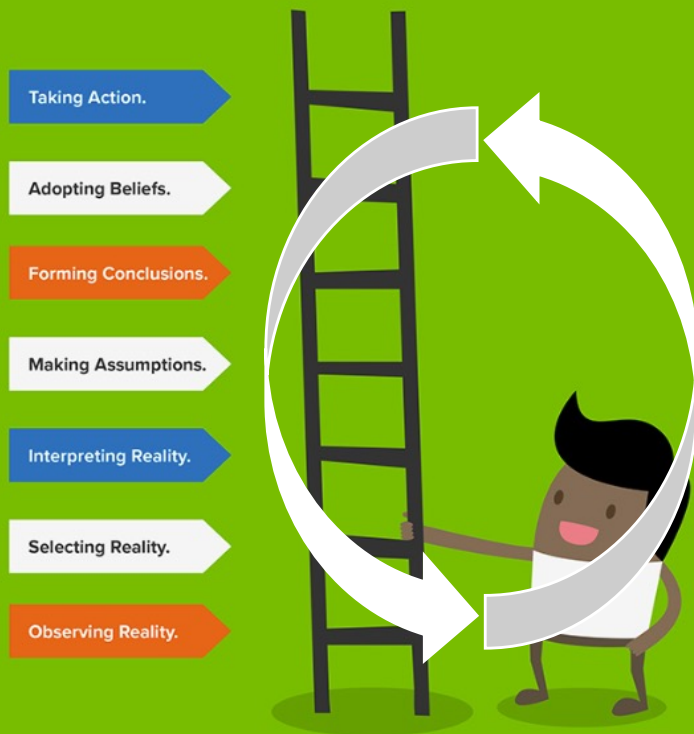 Taking Action.
Adopting Beliefs.
Forming Conclusions.
Making Assumptions.
Interpreting Reality.
Selecting Reality.
Observing Reality.